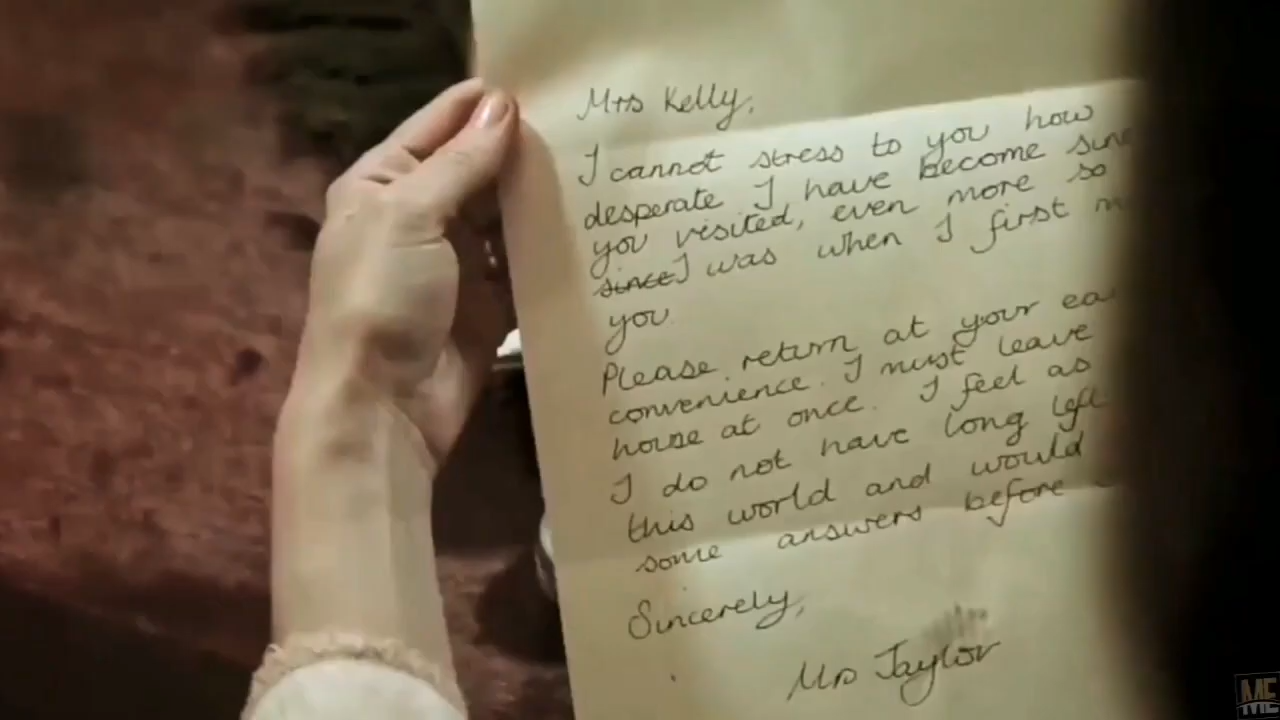 Mrs Kelly,
I cannot stress to you how
desperate I have become
you visited, even more so
since I was when I first
you.
Please return at your
convenience. I must leave
house at once. I feel as
I do not have long left
this world and would
some answers before
Sincerely,
Mrs Taylor
ME